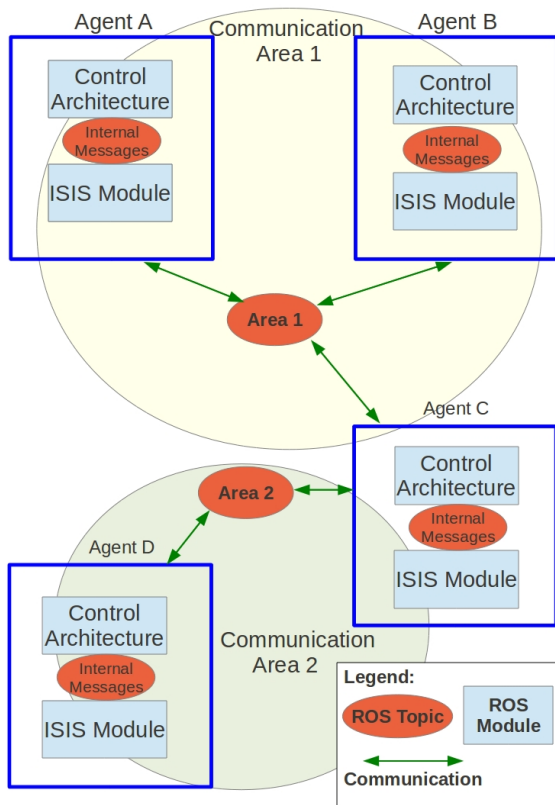 Agent A
Communication
Area 1
Agent B
Control
Architecture
Internal
Messages
ISIS Module
Control
Architecture
Internal
Messages
ISIS Module
Area 1
Agent C
Control
Architecture
Internal
Messages
ISIS Module
Area 2
Agent D
Control
Architecture
Internal
Messages
ISIS Module
Communication
Area 2
Legend:
ROS Topic
ROS
Module
Communication